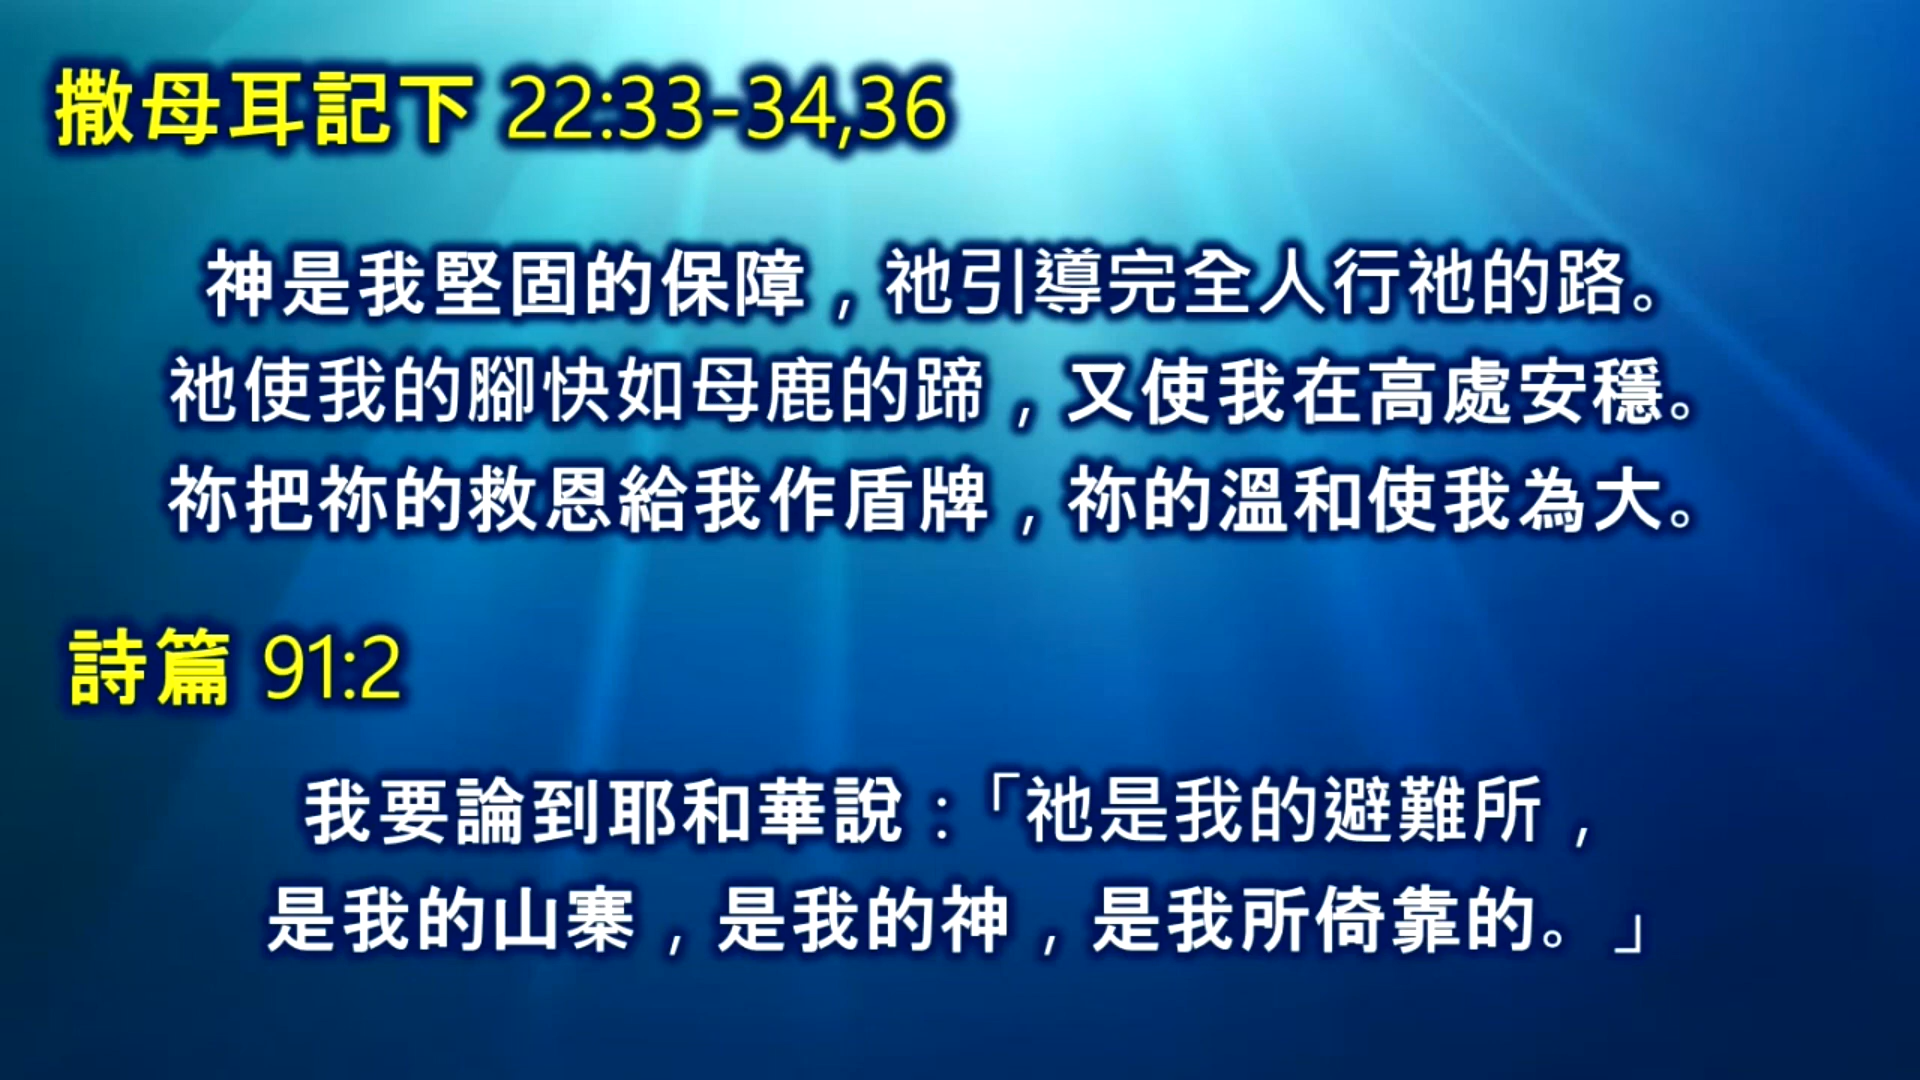 撒母耳記下 22:33-34,36
神是我堅固的保障，祂引導完全人行祂的路。
祂使我的腳快如母鹿的蹄，又使我在高處安穩。
祢把祢的救恩給我作盾牌，祢的溫和使我為大。
詩篇 91:2
我要論到耶和華說：「祂是我的避難所，
是我的山寨，是我的神，是我所倚靠的。」